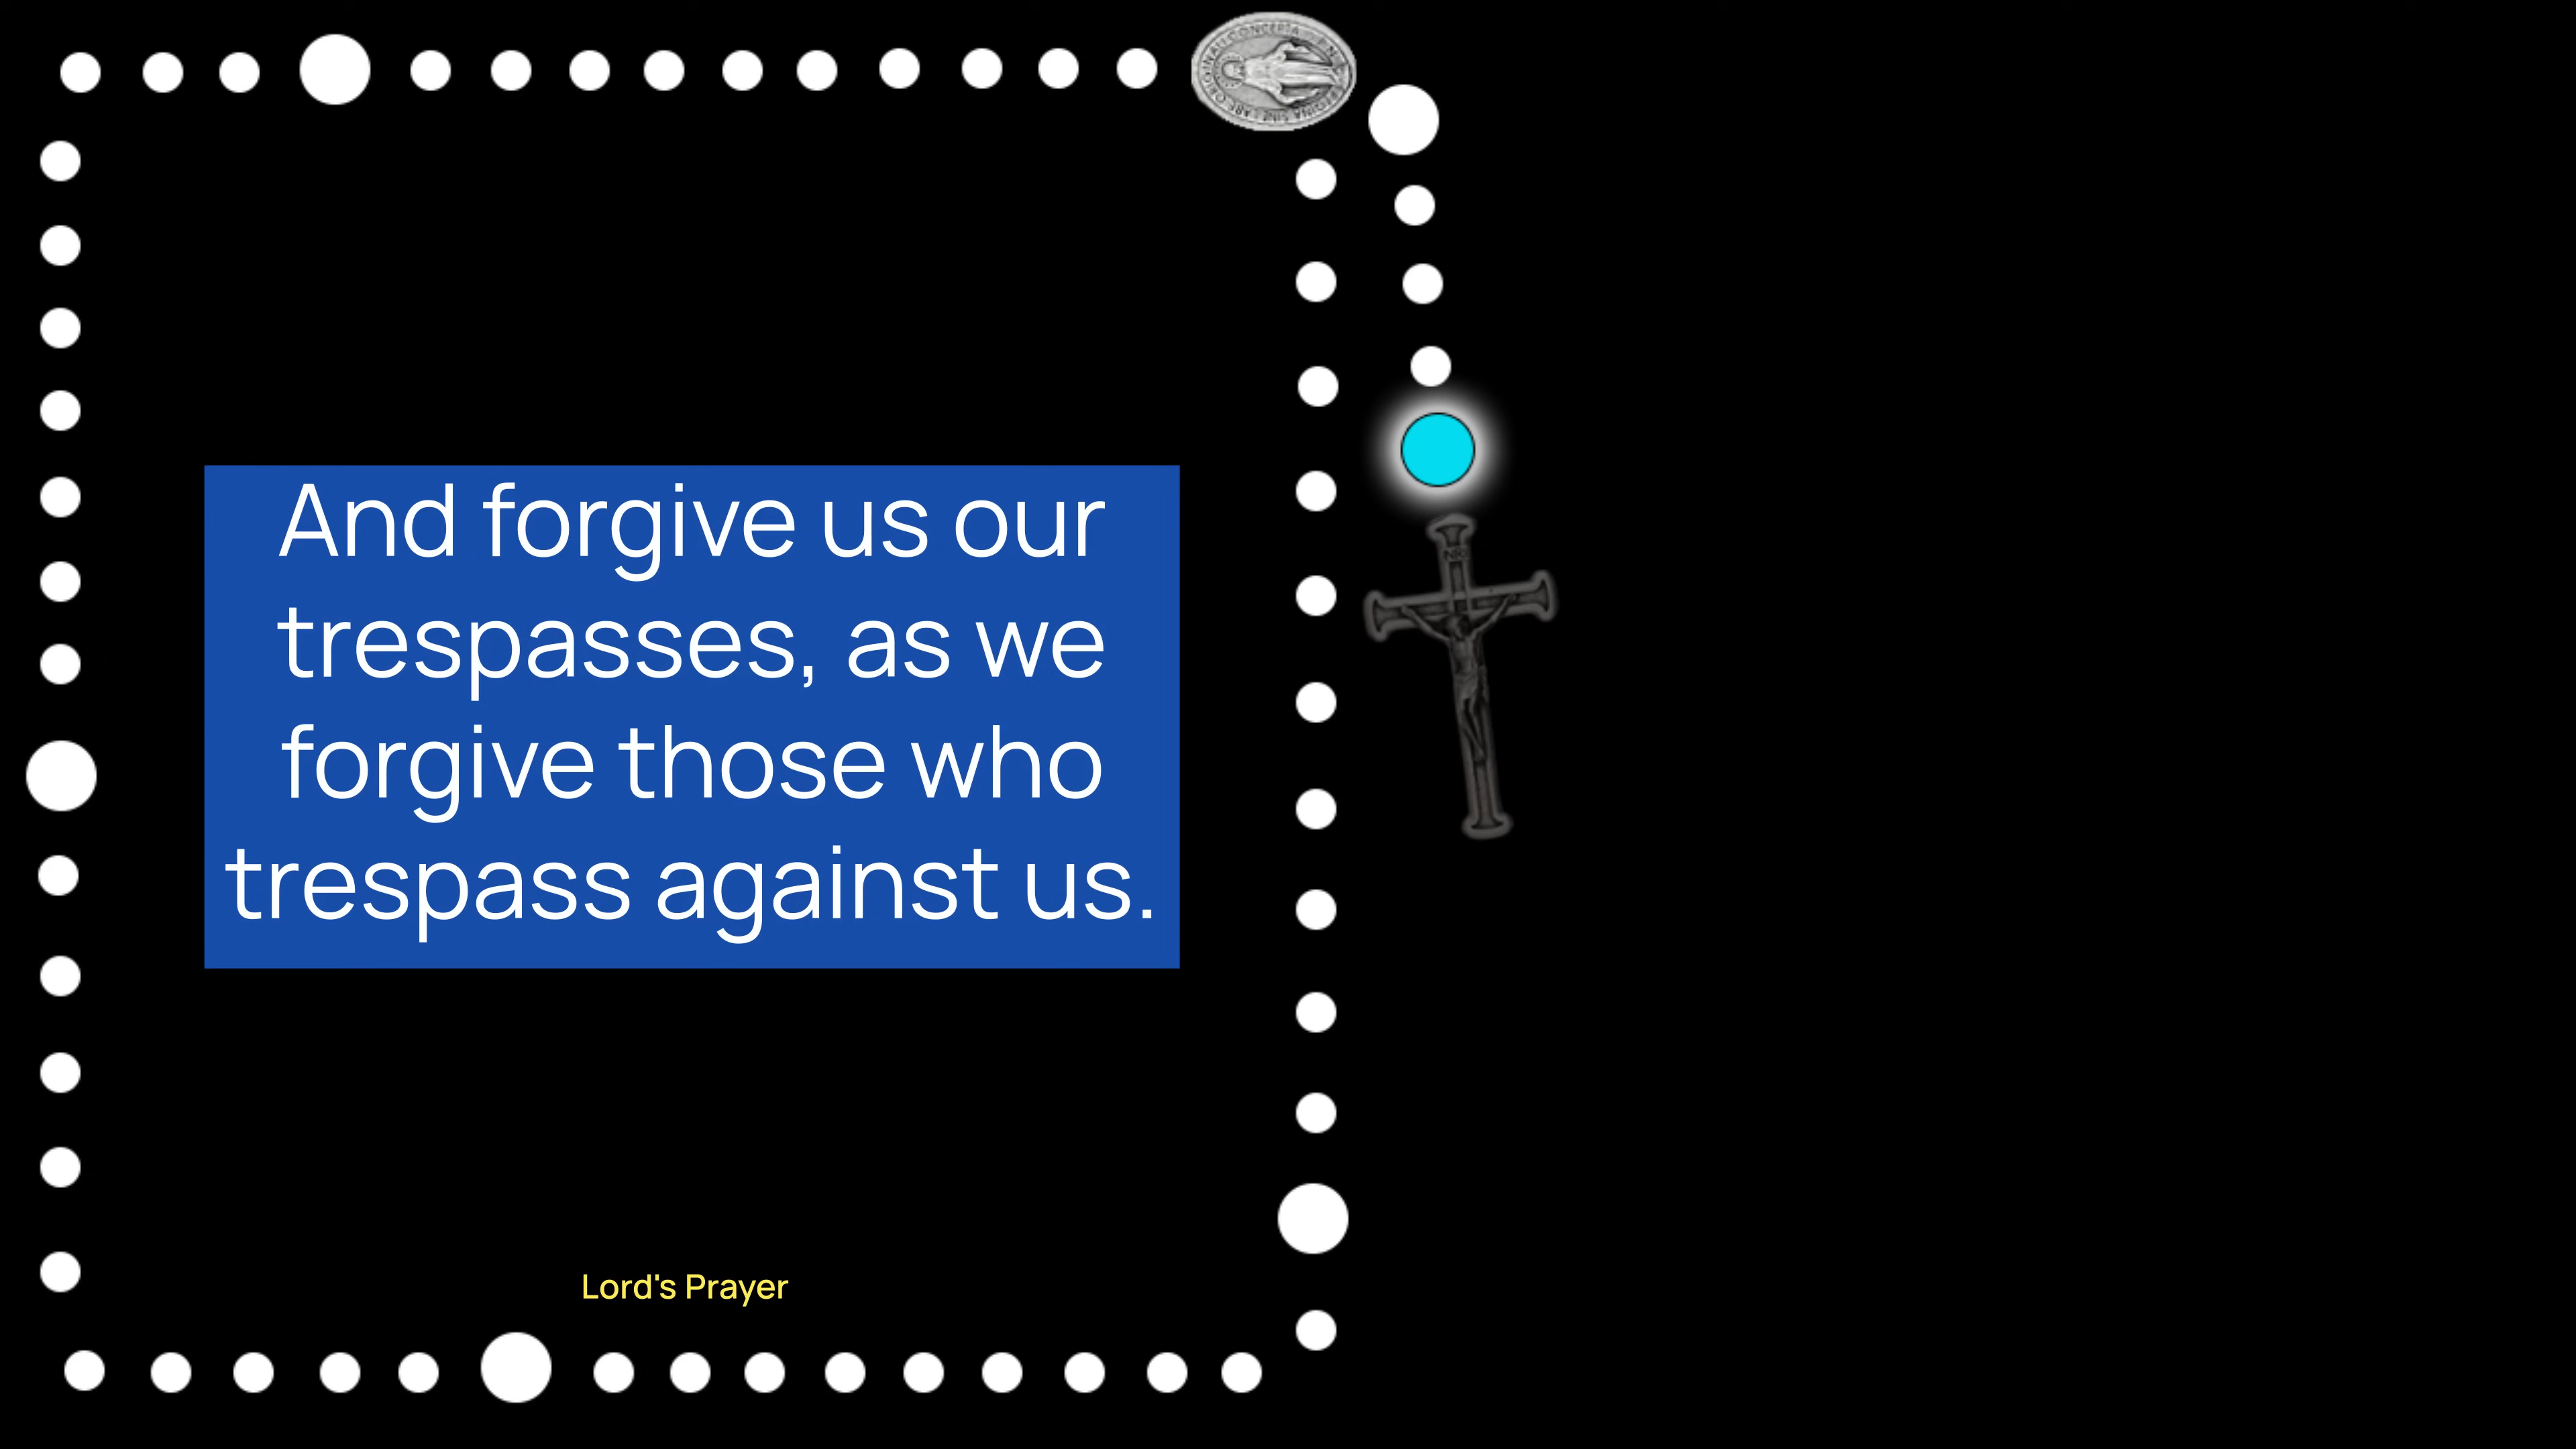 And forgive us our
trespasses, as we
forgive those who
trespass against us.
Lord's Prayer